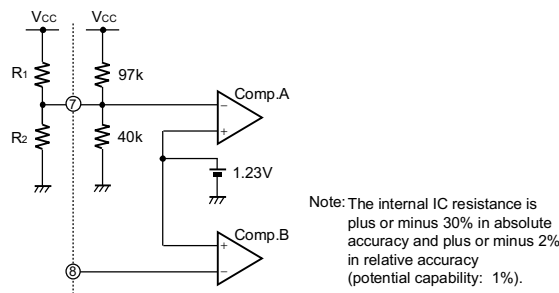 Vcc Vcc
R1 97k
Comp.A
7 −
R2 40k +
1.23V
Note: The internal IC resistance is
plus or minus 30% in absolute
accuracy and plus or minus 2%
in relative accuracy
(potential capability: 1%).
Comp.B
+
8 −